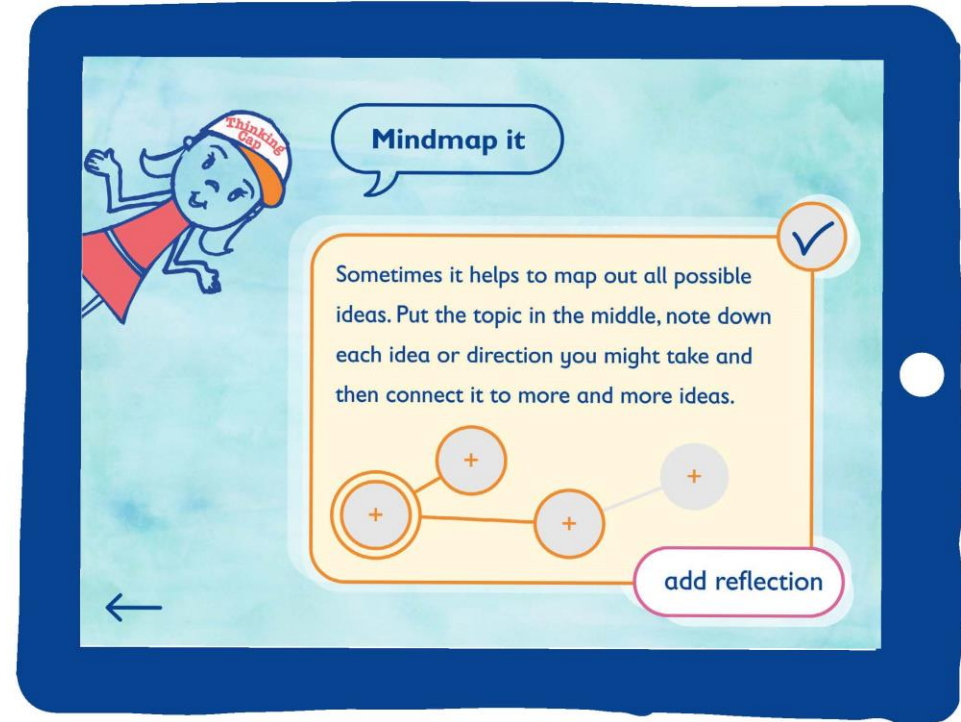 Thinking
Cap
Mindmap it
Sometimes it helps to map out all possible
ideas. Put the topic in the middle, note down
each idea or direction you might take and
then connect it to more and more ideas.
+
+
+
+
add reflection